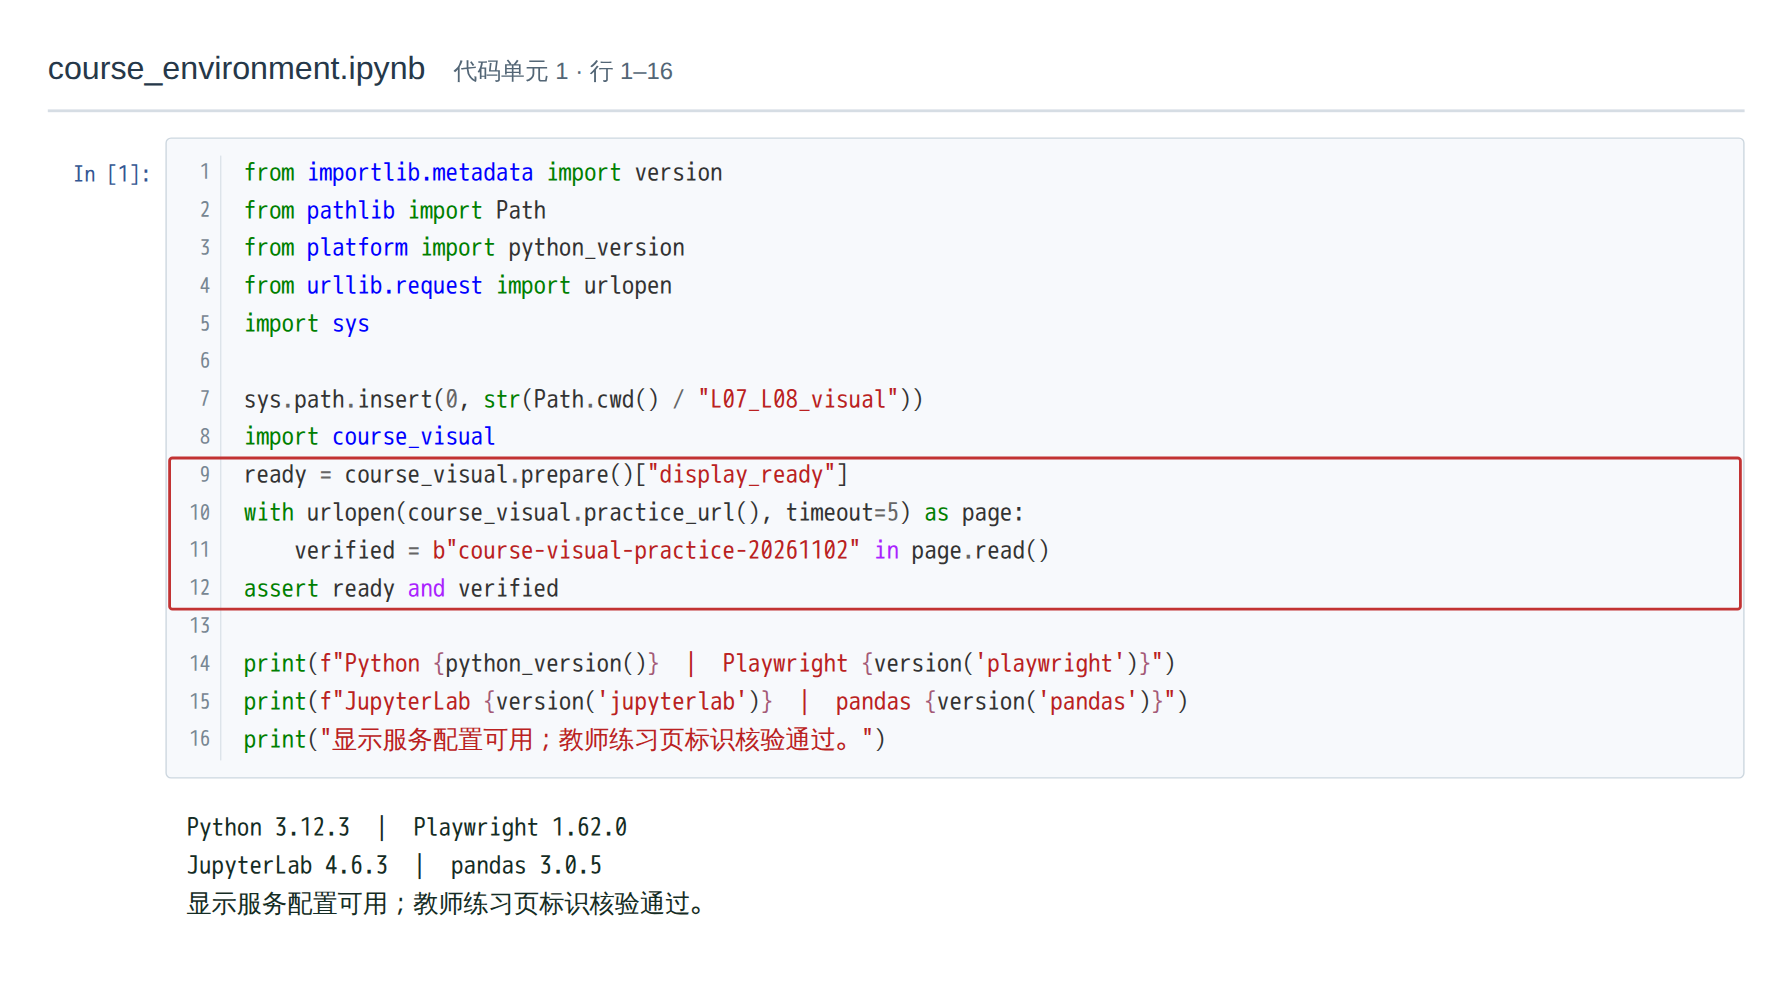 course_environment.ipynb 代码单元 1 · 行 1–16
In [1]:
1 from importlib.metadata import version
2 from pathlib import Path
3 from platform import python_version
4 from urllib.request import urlopen
5 import sys
6
7 sys.path.insert(0, str(Path.cwd() / "L07_L08_visual"))
8 import course_visual
9 ready = course_visual.prepare()["display_ready"]
10 with urlopen(course_visual.practice_url(), timeout=5) as page:
11     verified = b"course-visual-practice-20261102" in page.read()
12 assert ready and verified
13
14 print(f"Python {python_version()}  |  Playwright {version('playwright')}")
15 print(f"JupyterLab {version('jupyterlab')}  |  pandas {version('pandas')}")
16 print("显示服务配置可用；教师练习页标识核验通过。")
Python 3.12.3  |  Playwright 1.62.0
JupyterLab 4.6.3  |  pandas 3.0.5
显示服务配置可用；教师练习页标识核验通过。